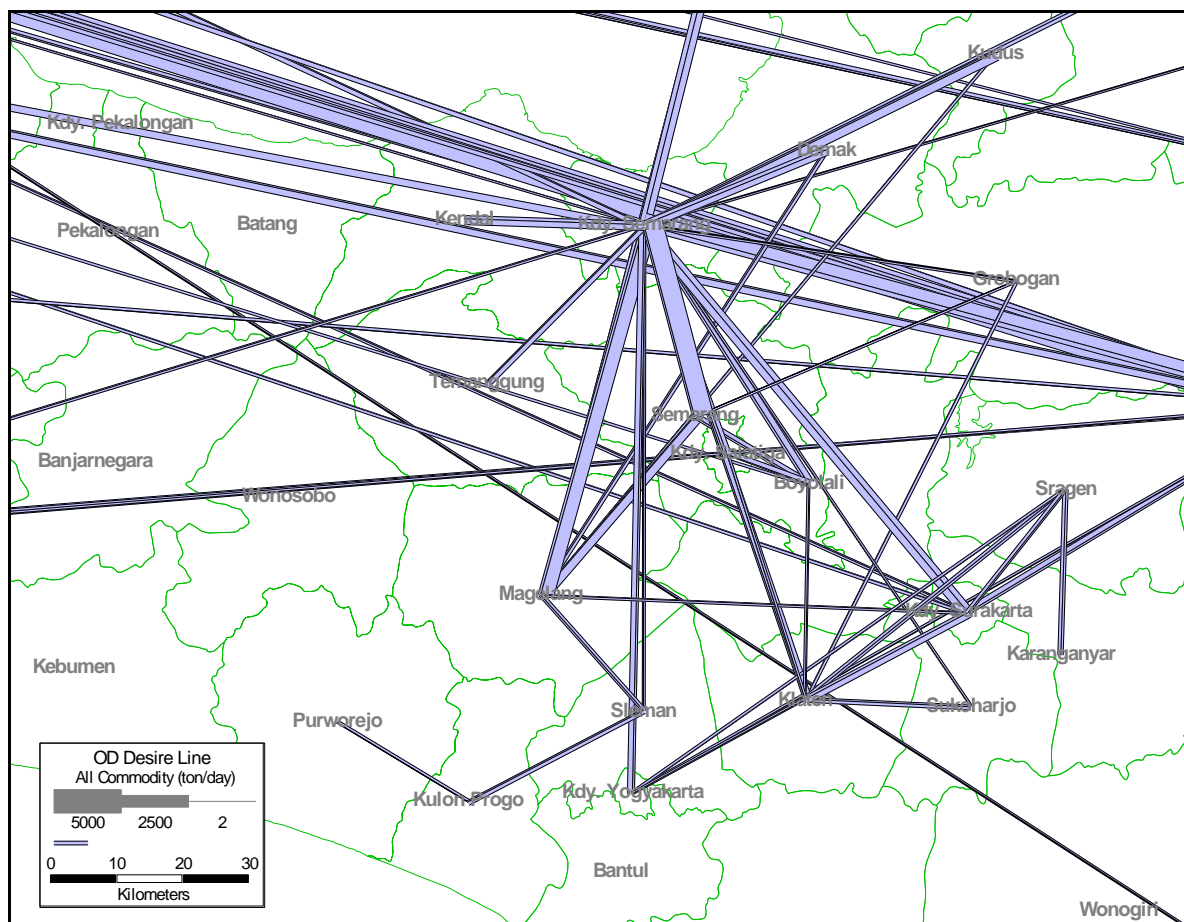 Kudus
Kdy. Pekalongan
Demak
Pekalongan
Batang
Kendal
Kdy. Semarang
Grobogan
Temanggung
Semarang
Banjarnegara
Kdy. Salatiga
Boyolali
Wonosobo
Sragen
Magelang
Kdy. Surakarta
Kebumen
Karanganyar
Purworejo
Sleman
Klaten
Sukoharjo
Kulon Progo
Kdy. Yogyakarta
Bantul
Wonogiri
OD Desire Line
All Commodity (ton/day)
5000 2500 2
0 10 20 30
Kilometers